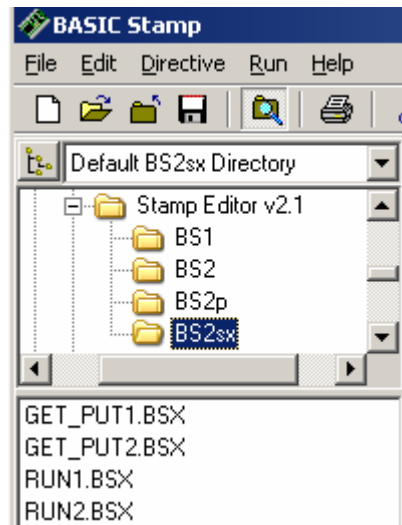 BASIC Stamp
File Edit Directive Run Help
Default BS2sx Directory
Stamp Editor v2.1
BS1
BS2
BS2p
BS2sx
GET_PUT1.BSX
GET_PUT2.BSX
RUN1.BSX
RUN2.BSX